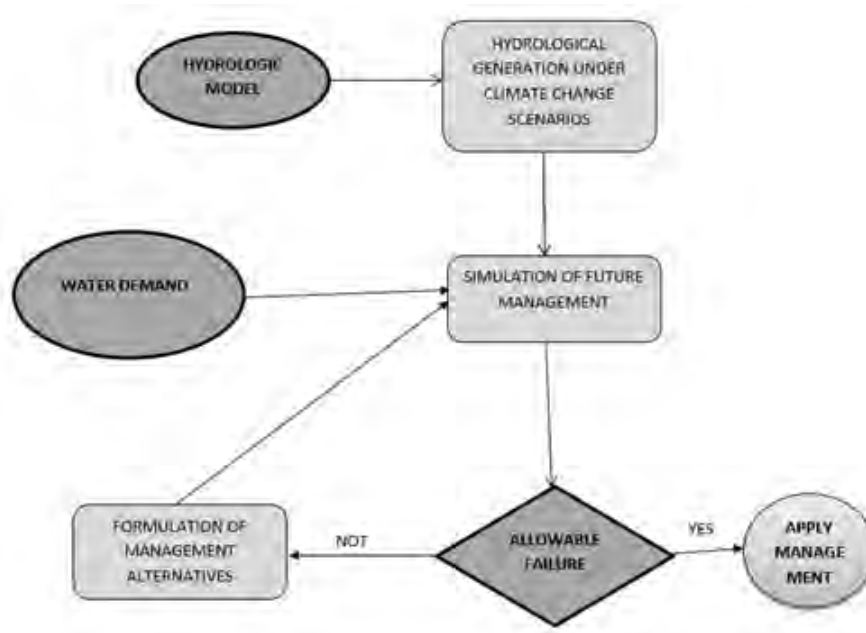 HYDROLOGIC
MODEL
HYDROLOGICAL
GENERATION UNDER
CLIMATE CHANGE
SCENARIOS
WATER DEMAND
SIMULATION OF FUTURE
MANAGEMENT
FORMULATION OF
MANAGEMENT
ALTERNATIVES
NOT
ALLOWABLE
FAILURE
YES
APPLY
MANAGE
MENT